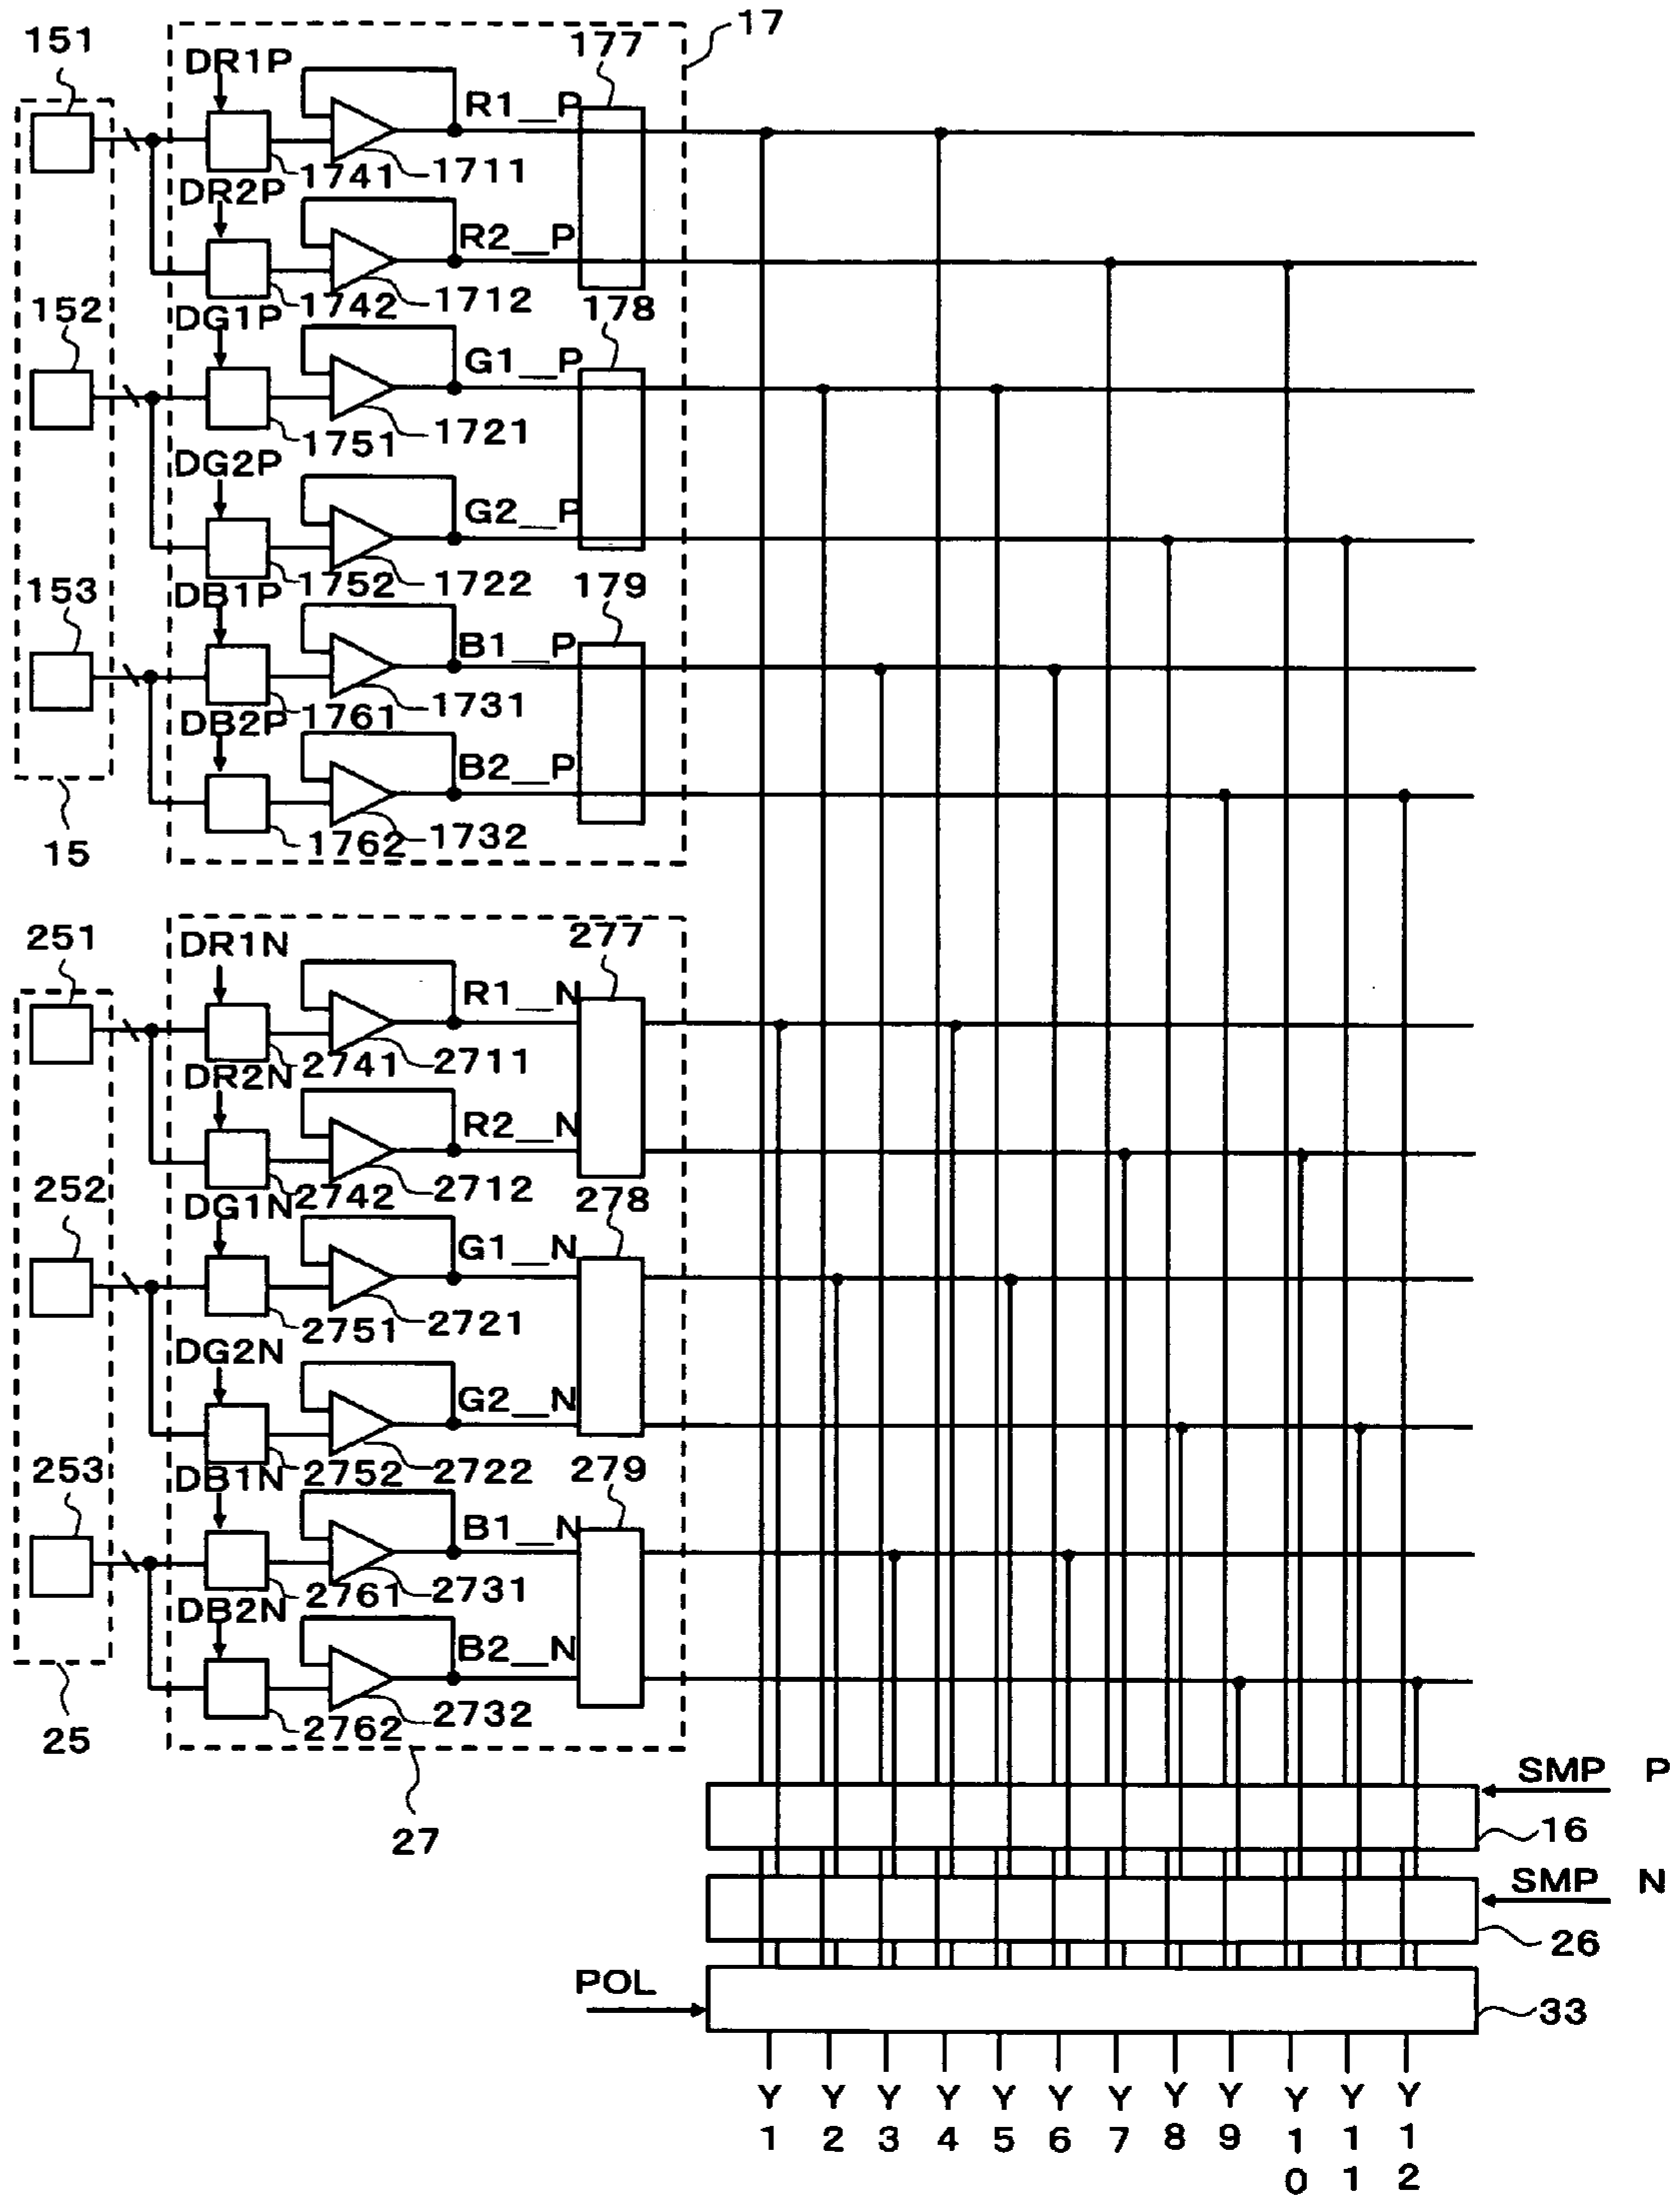 17
151
DR1P
177
R1__P
1741
1711
DR2P
R2__P
1742
1712
152
DG1P
178
G1__P
1751
1721
DG2P
G2__P
1752
1722
153
DB1P
179
B1__P
1761
1731
DB2P
B2__P
1762
1732
15
251
DR1N
277
R1__N
2741
2711
DR2N
R2__N
2742
2712
252
DG1N
278
G1__N
2751
2721
DG2N
G2__N
2752
2722
253
DB1N
279
B1__N
2761
2731
DB2N
B2__N
2762
2732
25
27
SMP P
16
SMP N
26
POL
33
Y1 Y2 Y3 Y4 Y5 Y6 Y7 Y8 Y9 Y10 Y11 Y12